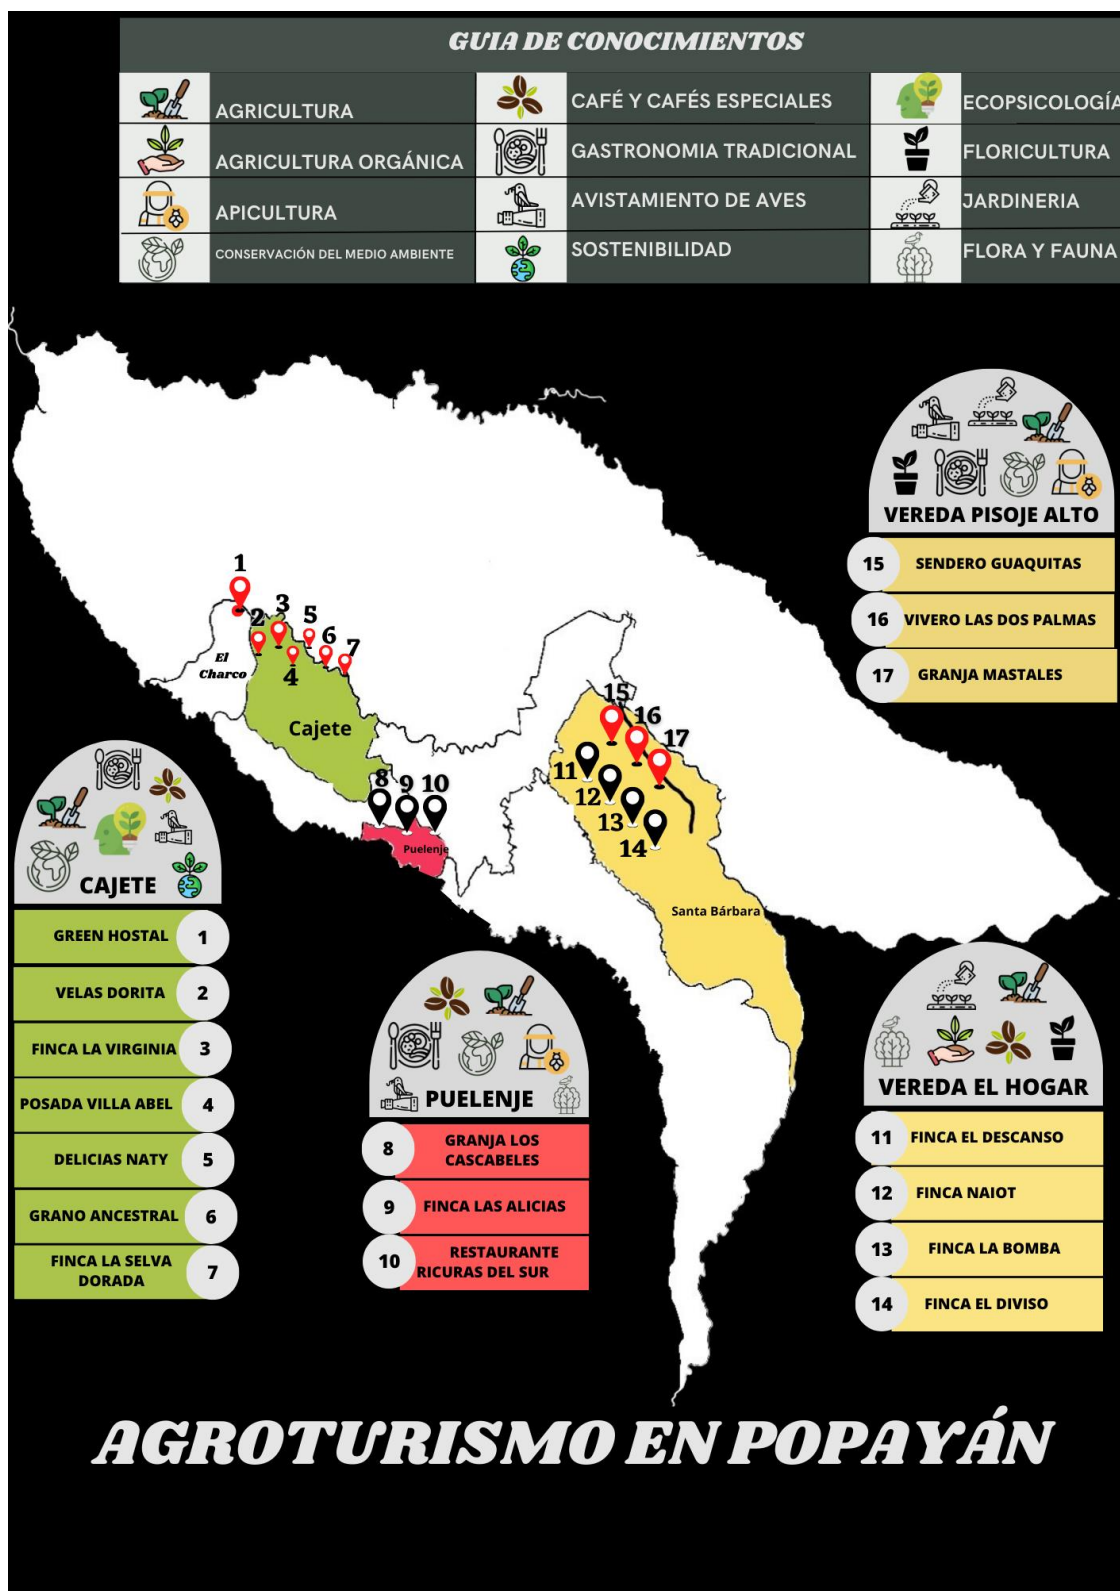 GUIA DE CONOCIMIENTOS
AGRICULTURA
CAFÉ Y CAFÉS ESPECIALES
ECOPSICOLOGÍA
AGRICULTURA ORGÁNICA
GASTRONOMIA TRADICIONAL
FLORICULTURA
APICULTURA
AVISTAMIENTO DE AVES
JARDINERIA
CONSERVACIÓN DEL MEDIO AMBIENTE
SOSTENIBILIDAD
FLORA Y FAUNA
VEREDA PISOJE ALTO
15 SENDERO GUAQUITAS
16 VIVERO LAS DOS PALMAS
17 GRANJA MASTALES
1
2
3
4
5
6
7
El
Charco
Cajete
8
9
10
Puelenje
15
16
17
11
12
13
14
Santa Bárbara
CAJETE
GREEN HOSTAL 1
VELAS DORITA 2
FINCA LA VIRGINIA 3
POSADA VILLA ABEL 4
DELICIAS NATY 5
GRANO ANCESTRAL 6
FINCA LA SELVA
DORADA 7
PUELENJE
8 GRANJA LOS
CASCABELES
9 FINCA LAS ALICIAS
10 RESTAURANTE
RICURAS DEL SUR
VEREDA EL HOGAR
11 FINCA EL DESCANSO
12 FINCA NAIOT
13 FINCA LA BOMBA
14 FINCA EL DIVISO
AGROTURISMO EN POPAYÁN